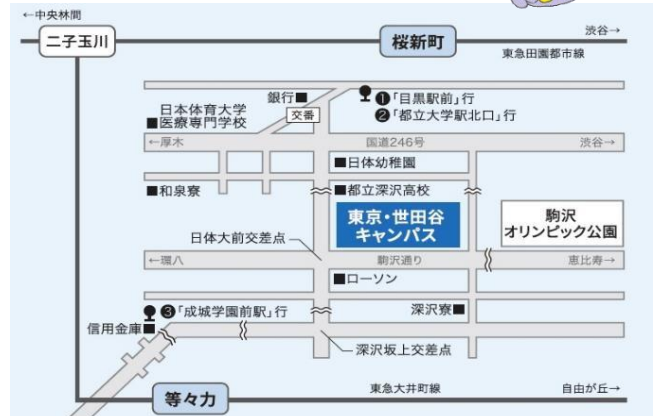 ←中央林間
二子玉川
桜新町
渋谷→
東急田園都市線
銀行■
交番
❶「目黒駅前」行
❷「都立大学駅北口」行
日本体育大学
■医療専門学校
←厚木
国道246号
渋谷→
■日体幼稚園
■和泉寮
■都立深沢高校
東京・世田谷
キャンパス
駒沢
オリンピック公園
日体大前交差点
←環八
駒沢通り
恵比寿→
■ローソン
❸「成城学園前駅」行
深沢寮■
信用金庫■
深沢坂上交差点
等々力
東急大井町線
自由が丘→